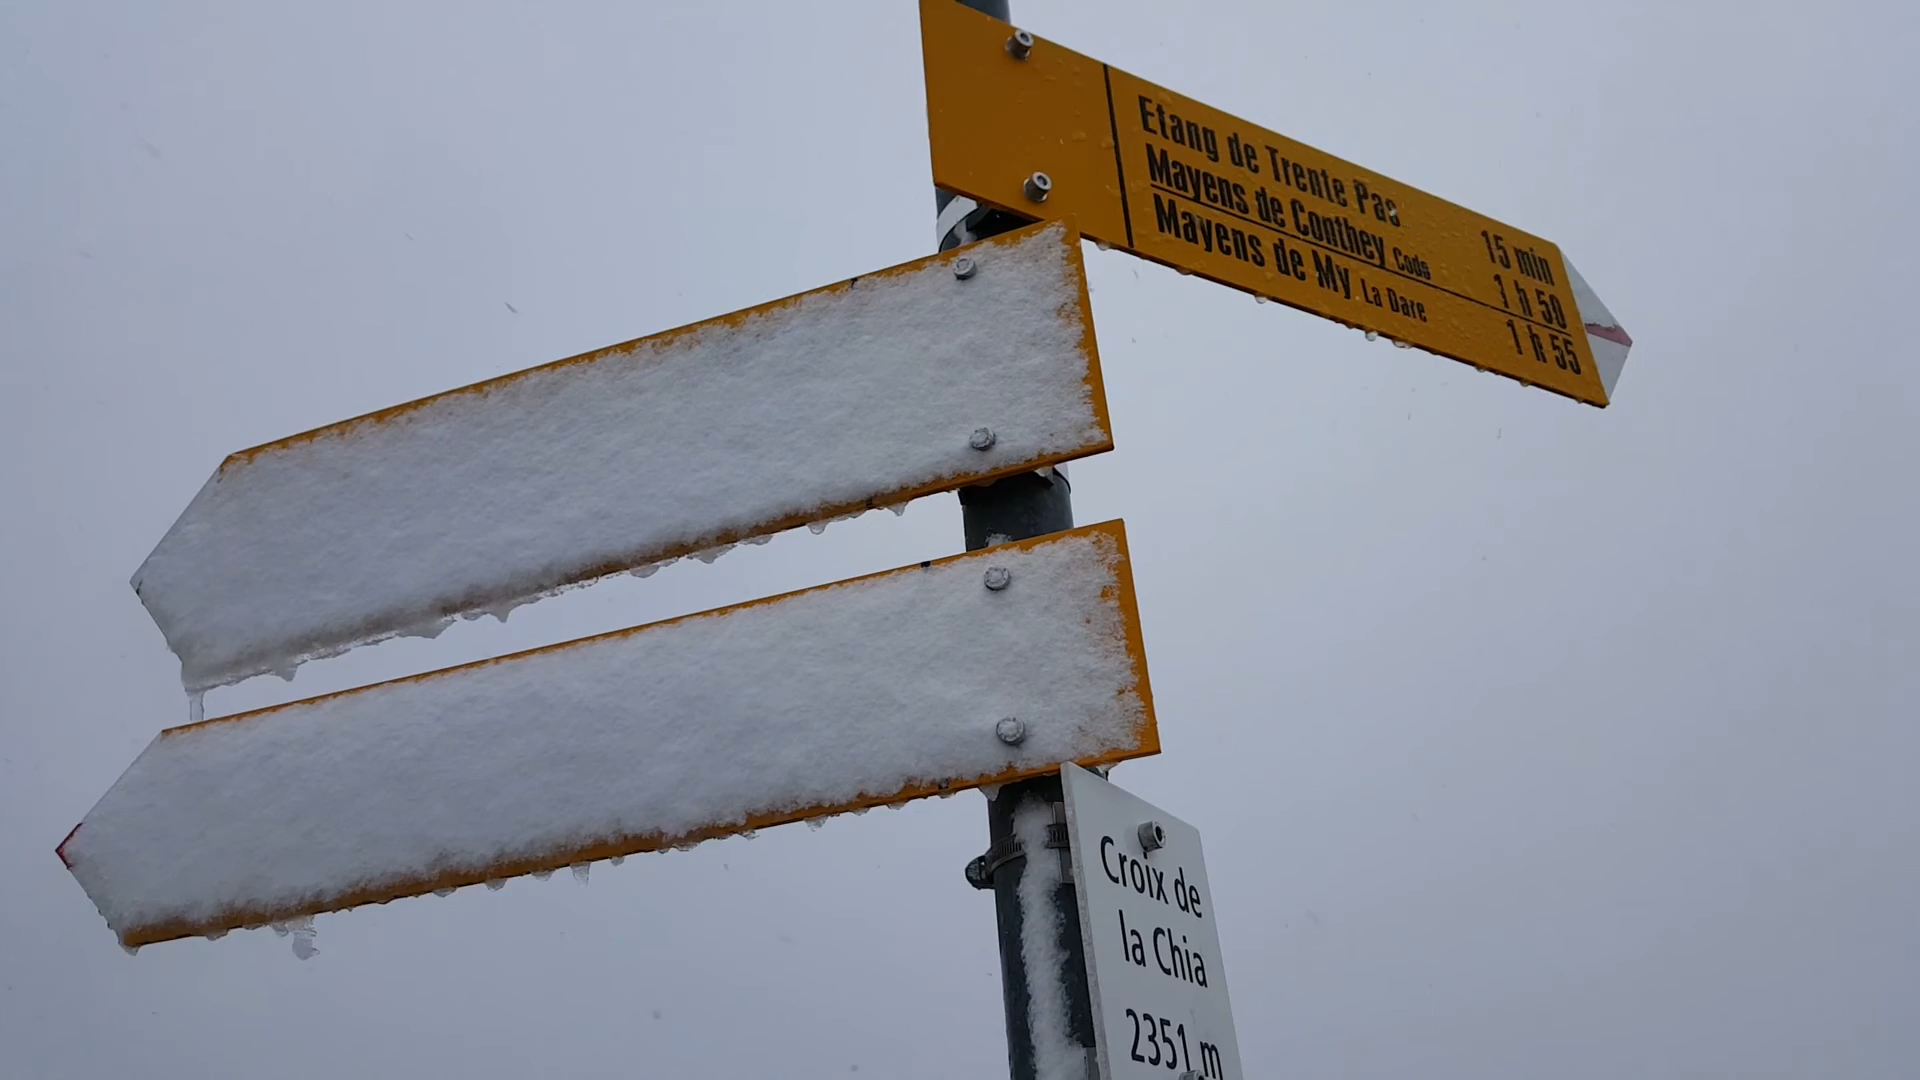 Etang de Trente Pas 15 min
Mayens de Conthey Codo 1 h 50
Mayens de My La Dare 1 h 55
Croix de
la Chia
2351 m